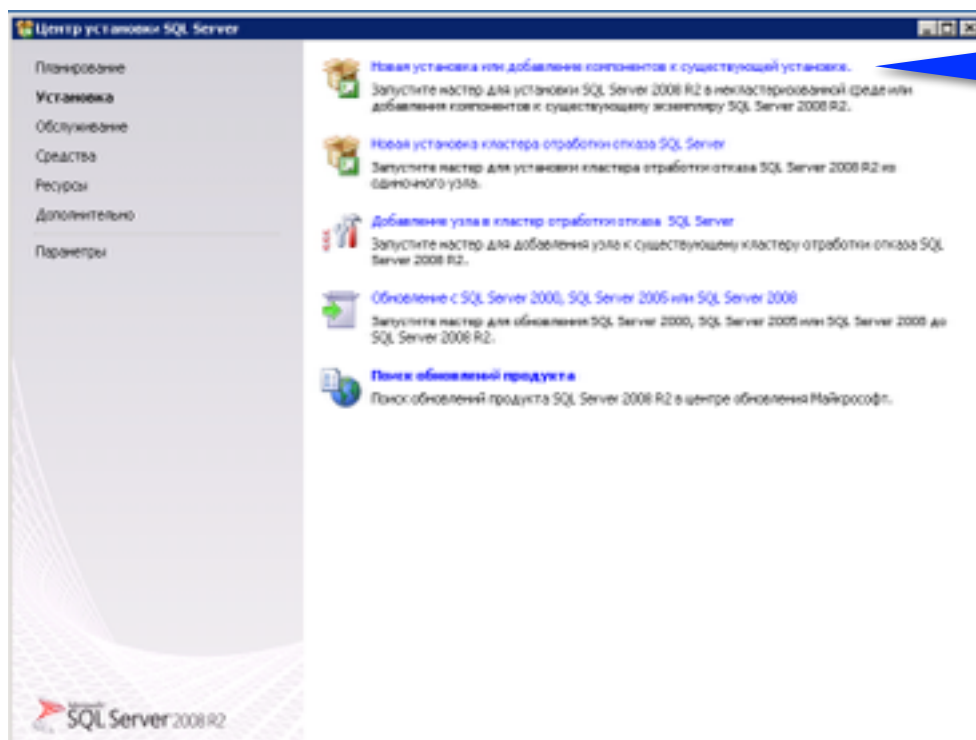 Центр установки SQL Server
Планирование
Установка
Обслуживание
Средства
Ресурсы
Дополнительно
Параметры
Новая установка или добавление компонентов к существующей установке.
Запустите мастер для установки SQL Server 2008 R2 в некластеризованной среде или
добавления компонентов к существующему экземпляру SQL Server 2008 R2.
Новая установка кластера отработки отказа SQL Server
Запустите мастер для установки кластера отработки отказа SQL Server 2008 R2 из
одиночного узла.
Добавление узла в кластер отработки отказа SQL Server
Запустите мастер для добавления узла к существующему кластеру отработки отказа SQL
Server 2008 R2.
Обновление с SQL Server 2000, SQL Server 2005 или SQL Server 2008
Запустите мастер для обновления SQL Server 2000, SQL Server 2005 или SQL Server 2008 до
SQL Server 2008 R2.
Поиск обновлений продукта
Поиск обновлений продукта SQL Server 2008 R2 в центре обновления Майкрософт.
Microsoft
SQL Server 2008 R2